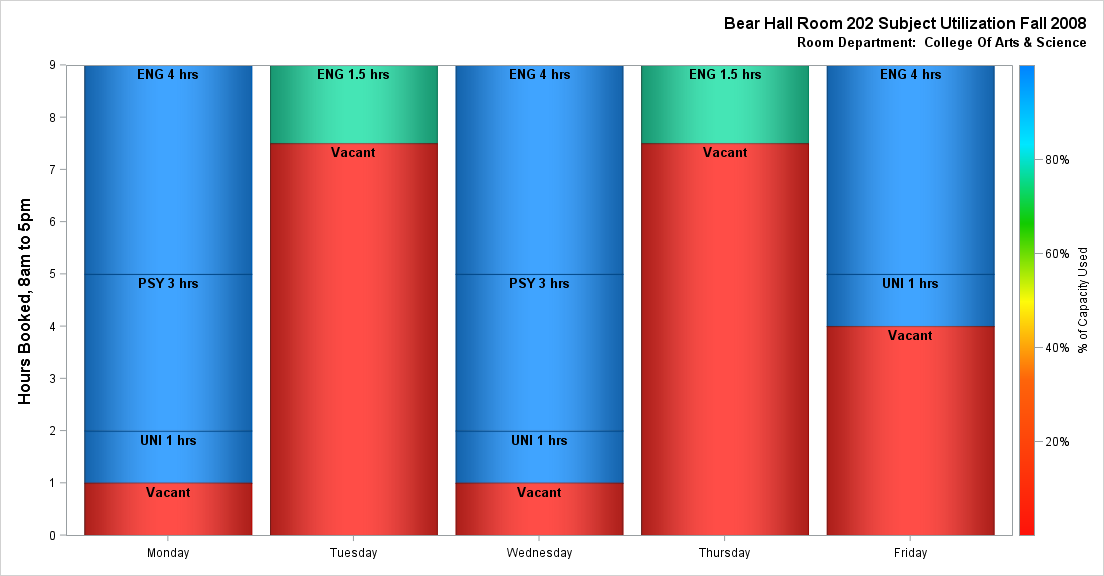 Bear Hall Room 202 Subject Utilization Fall 2008
Room Department:  College Of Arts & Science
Hours Booked, 8am to 5pm
9
8
7
6
5
4
3
2
1
0
ENG 4 hrs
PSY 3 hrs
UNI 1 hrs
Vacant
Monday
ENG 1.5 hrs
Vacant
Tuesday
ENG 4 hrs
PSY 3 hrs
UNI 1 hrs
Vacant
Wednesday
ENG 1.5 hrs
Vacant
Thursday
ENG 4 hrs
UNI 1 hrs
Vacant
Friday
80%
60%
40%
20%
% of Capacity Used